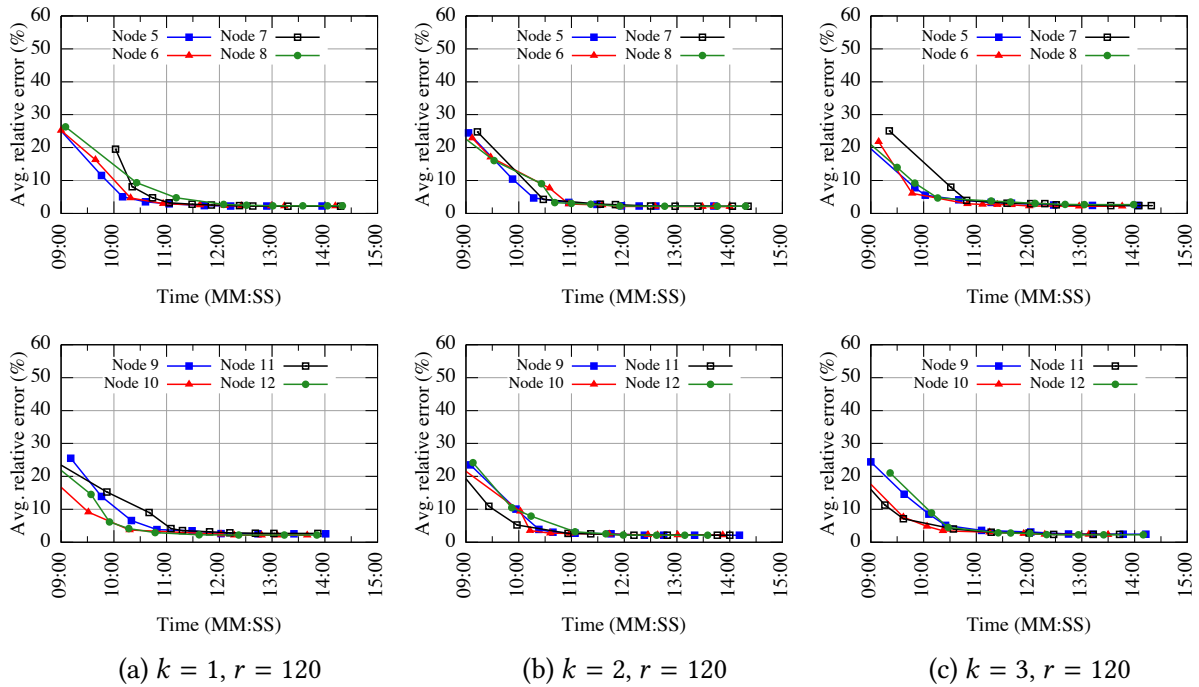 60
50
40
30
20
10
0
Avg. relative error (%)
Node 5
Node 6
Node 7
Node 8
09:00
10:00
11:00
12:00
13:00
14:00
15:00
Time (MM:SS)
60
50
40
30
20
10
0
Avg. relative error (%)
Node 5
Node 6
Node 7
Node 8
09:00
10:00
11:00
12:00
13:00
14:00
15:00
Time (MM:SS)
60
50
40
30
20
10
0
Avg. relative error (%)
Node 5
Node 6
Node 7
Node 8
09:00
10:00
11:00
12:00
13:00
14:00
15:00
Time (MM:SS)
60
50
40
30
20
10
0
Avg. relative error (%)
Node 9
Node 10
Node 11
Node 12
09:00
10:00
11:00
12:00
13:00
14:00
15:00
Time (MM:SS)
(a) k = 1, r = 120
60
50
40
30
20
10
0
Avg. relative error (%)
Node 9
Node 10
Node 11
Node 12
09:00
10:00
11:00
12:00
13:00
14:00
15:00
Time (MM:SS)
(b) k = 2, r = 120
60
50
40
30
20
10
0
Avg. relative error (%)
Node 9
Node 10
Node 11
Node 12
09:00
10:00
11:00
12:00
13:00
14:00
15:00
Time (MM:SS)
(c) k = 3, r = 120